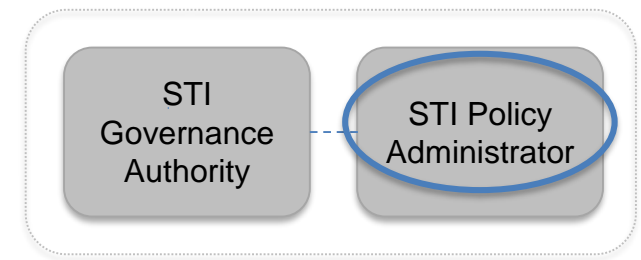 STI
Governance
Authority
STI Policy
Administrator